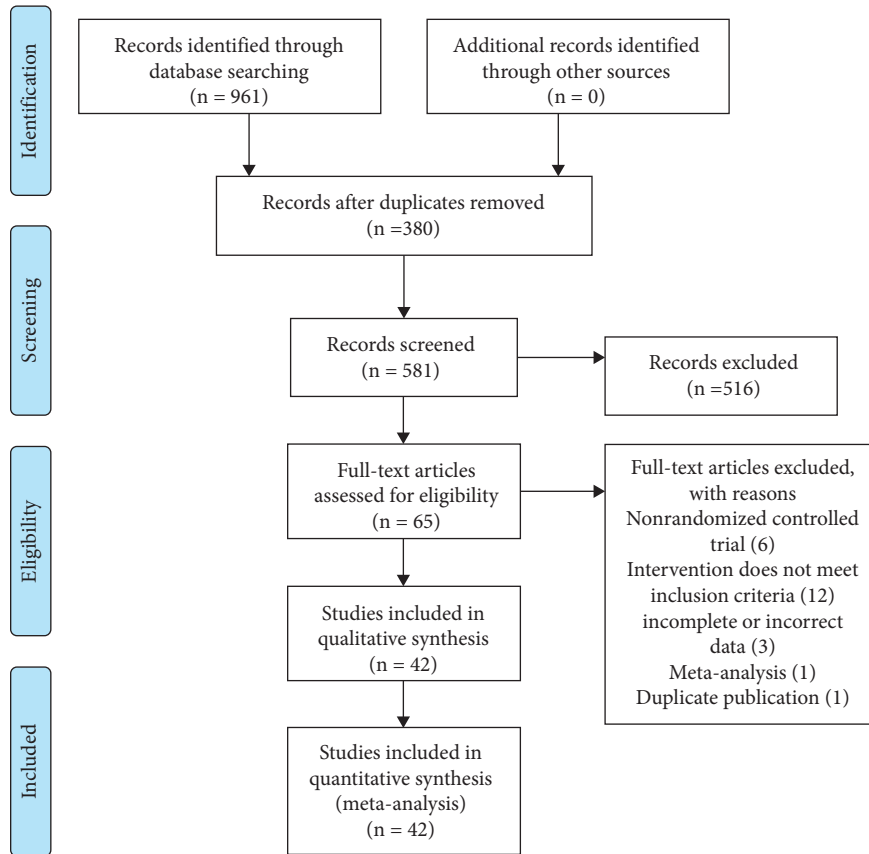 Identification
Records identified through
database searching
(n = 961)
Additional records identified
through other sources
(n = 0)
Records after duplicates removed
(n =380)
Screening
Records screened
(n = 581)
Records excluded
(n =516)
Eligibility
Full-text articles
assessed for eligibility
(n = 65)
Full-text articles excluded,
with reasons
Nonrandomized controlled
trial (6)
Intervention does not meet
inclusion criteria (12)
incomplete or incorrect
data (3)
Meta-analysis (1)
Duplicate publication (1)
Studies included in
qualitative synthesis
(n = 42)
Included
Studies included in
quantitative synthesis
(meta-analysis)
n = 42)